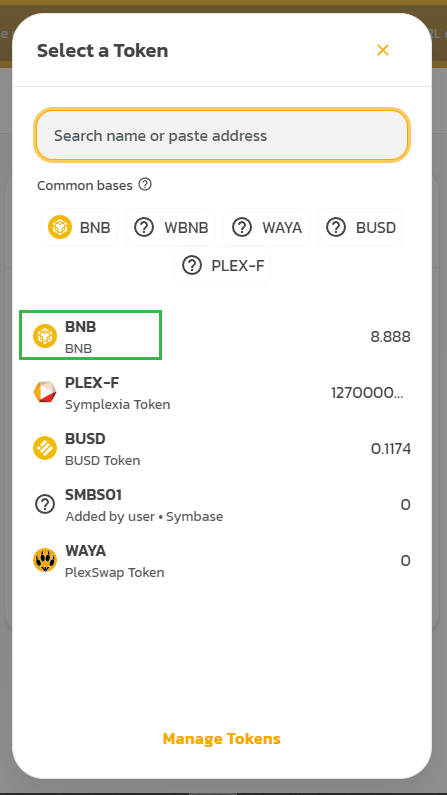 Select a Token
Search name or paste address
Common bases
BNB
WBNB
WAYA
BUSD
PLEX-F
BNB
BNB
8.888
PLEX-F
Symplexia Token
1270000...
BUSD
BUSD Token
0.1174
SMBS01
Added by user • Symbase
0
WAYA
PlexSwap Token
0
Manage Tokens